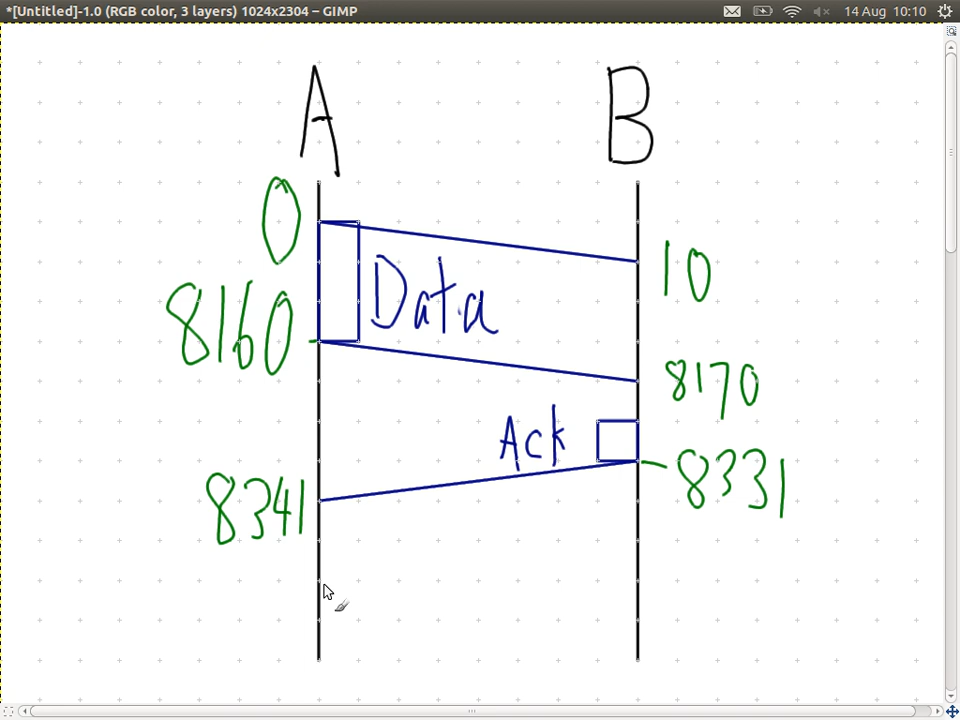 *[Untitled]-1.0 (RGB color, 3 layers) 1024x2304 – GIMP
14 Aug 10:10
A B
0
10
8160
Data
8170
Ack
8331
8341